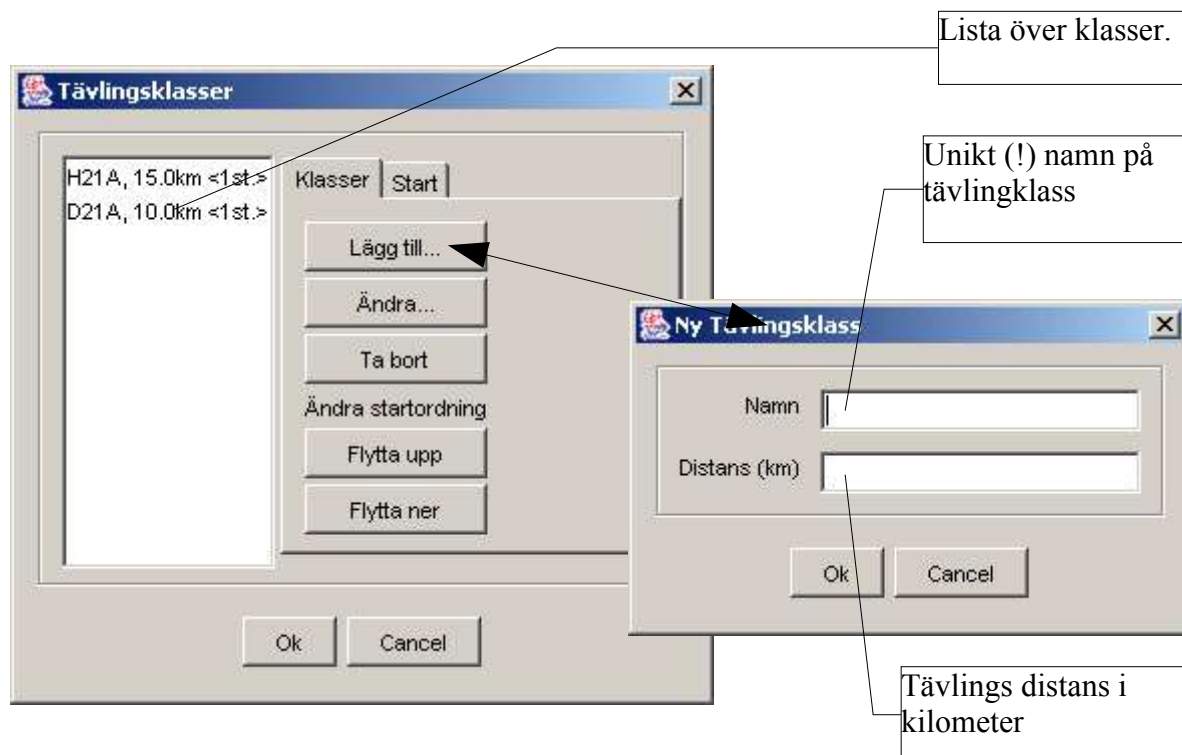 Lista över klasser.
Tävlingsklasser
H21A, 15.0km <1st.>
D21A, 10.0km <1st.>
Klasser
Start
Lägg till...
Ändra...
Ta bort
Ändra startordning
Flytta upp
Flytta ner
Ok
Cancel
Unikt (!) namn på
tävlingklass
Ny Tävlingsklass
Namn
Distans (km)
Ok
Cancel
Tävlings distans i
kilometer